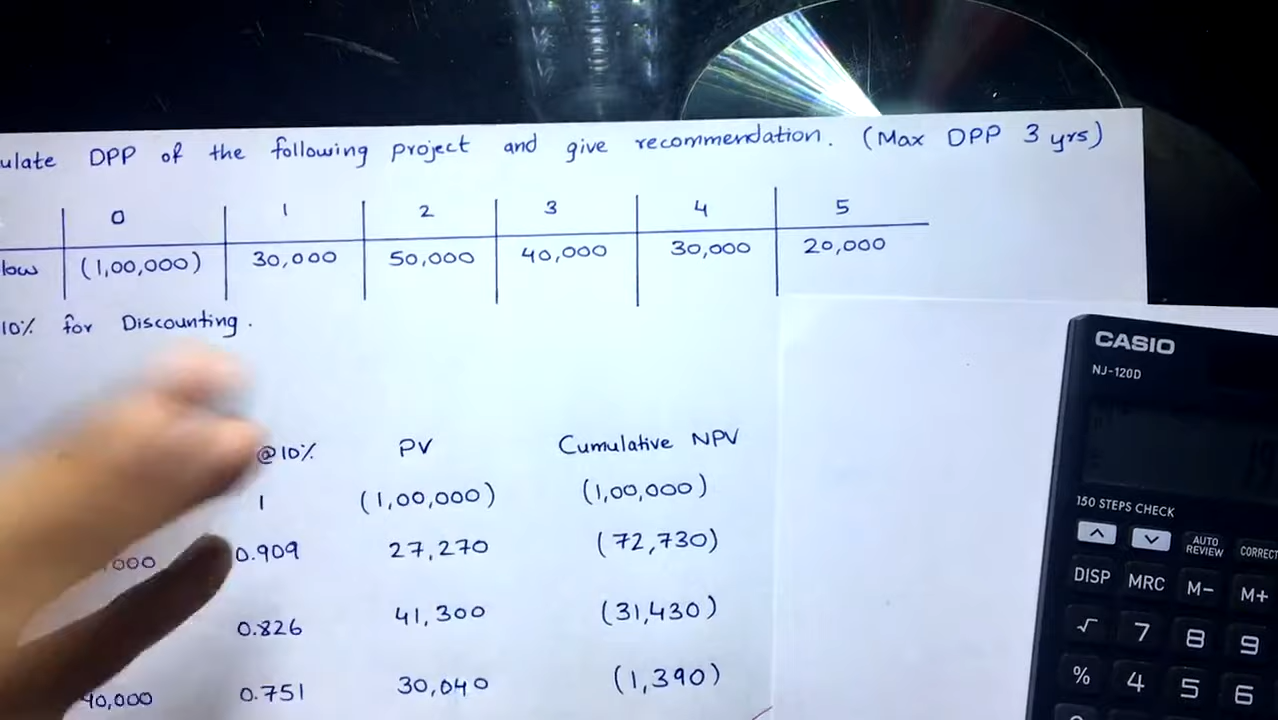 ulate DPP of the following project and give recommendation. (Max DPP 3 yrs)
0 1 2 3 4 5
low (1,00,000) 30,000 50,000 40,000 30,000 20,000
10% for Discounting.
@10% PV Cumulative NPV
1 (1,00,000) (1,00,000)
000 0.909 27,270 (72,730)
0.826 41,300 (31,430)
40,000 0.751 30,040 (1,390)
CASIO
NJ-120D
150 STEPS CHECK
AUTO REVIEW CORRECT
DISP MRC M− M+
√ 7 8 9
% 4 5 6